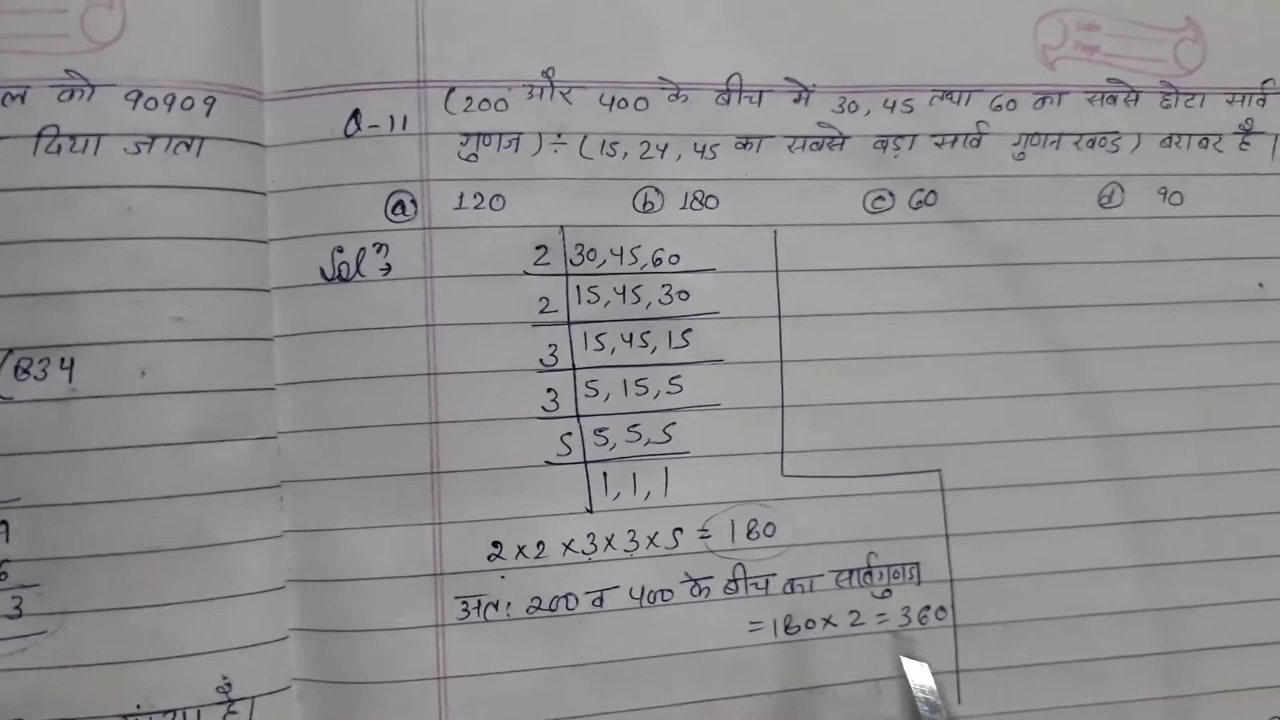 ल को 90909
दिया जाता
(834
3
Q-11 (200 और 400 के बीच में 30, 45 तथा 60 का सबसे छोटा सार्व
गुणज) ÷ (15, 24, 45 का सबसे बड़ा सार्व गुणनखण्ड) बराबर है।
(a) 120 (b) 180 (c) 60 (d) 90
Solⁿ→
2 | 30, 45, 60
2 | 15, 45, 30
3 | 15, 45, 15
3 | 5, 15, 5
5 | 5, 5, 5
1, 1, 1
2 × 2 × 3 × 3 × 5 = 180
अतः 200 व 400 के बीच का सार्वगुणज
= 180 × 2 = 360